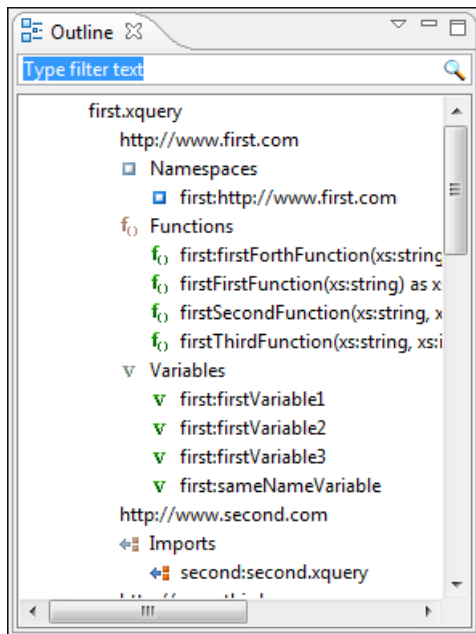 Outline
Type filter text
first.xquery
http://www.first.com
Namespaces
first:http://www.first.com
f() Functions
f() first:firstForthFunction(xs:string
f() firstFirstFunction(xs:string) as x
f() firstSecondFunction(xs:string, x
f() firstThirdFunction(xs:string, xs:i
V Variables
V first:firstVariable1
V first:firstVariable2
V first:firstVariable3
V first:sameNameVariable
http://www.second.com
Imports
second:second.xquery